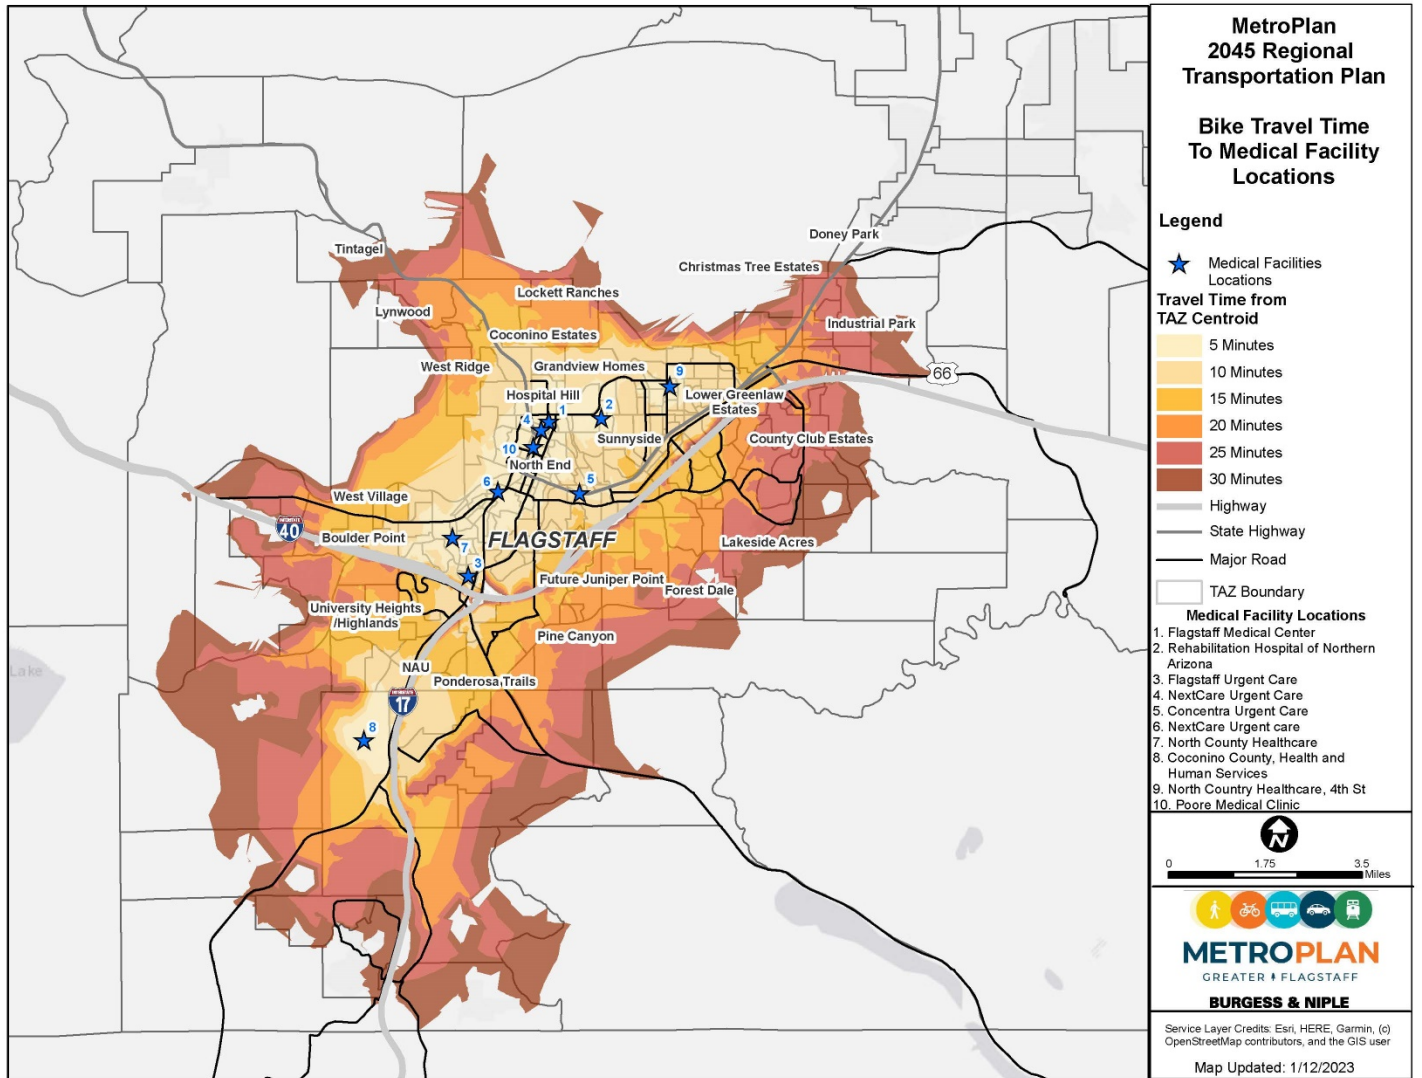 MetroPlan
2045 Regional
Transportation Plan
Bike Travel Time
To Medical Facility
Locations
Legend
Medical Facilities
Locations
Travel Time from
TAZ Centroid
5 Minutes
10 Minutes
15 Minutes
20 Minutes
25 Minutes
30 Minutes
Highway
State Highway
Major Road
TAZ Boundary
Medical Facility Locations
1. Flagstaff Medical Center
2. Rehabilitation Hospital of Northern
Arizona
3. Flagstaff Urgent Care
4. NextCare Urgent Care
5. Concentra Urgent Care
6. NextCare Urgent care
7. North County Healthcare
8. Coconino County, Health and
Human Services
9. North Country Healthcare, 4th St
10. Poore Medical Clinic
N
0 1.75 3.5
Miles
METROPLAN
GREATER FLAGSTAFF
BURGESS & NIPLE
Service Layer Credits: Esri, HERE, Garmin, (c)
OpenStreetMap contributors, and the GIS user
Map Updated: 1/12/2023
Doney Park
Tintagel
Christmas Tree Estates
Lockett Ranches
Lynwood
Industrial Park
Coconino Estates
West Ridge
Grandview Homes
9
66
Hospital Hill
Lower Greenlaw
Estates
1
2
4
Sunnyside
County Club Estates
10
North End
6
5
West Village
INTERSTATE
40
Boulder Point
FLAGSTAFF
7
Lakeside Acres
3
Future Juniper Point
Forest Dale
University Heights
/Highlands
Pine Canyon
Lake
NAU
Ponderosa Trails
INTERSTATE
17
8